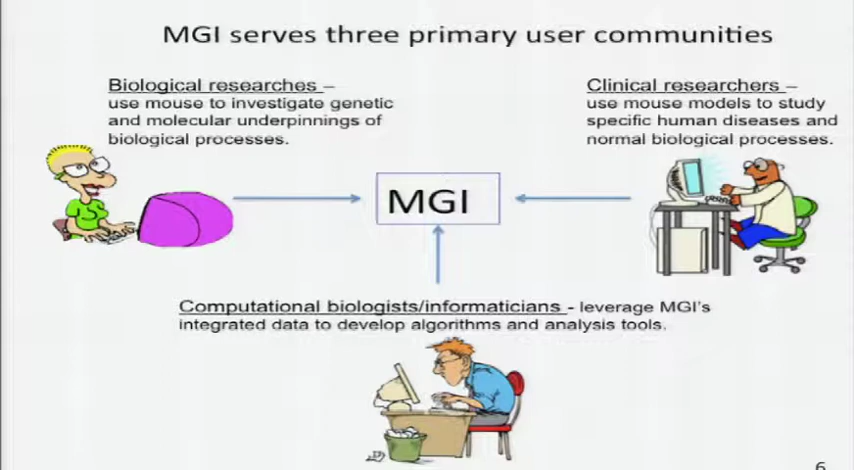 MGI serves three primary user communities
Biological researches –
use mouse to investigate genetic
and molecular underpinnings of
biological processes.
Clinical researchers –
use mouse models to study
specific human diseases and
normal biological processes.
MGI
Computational biologists/informaticians - leverage MGI's
integrated data to develop algorithms and analysis tools.
6